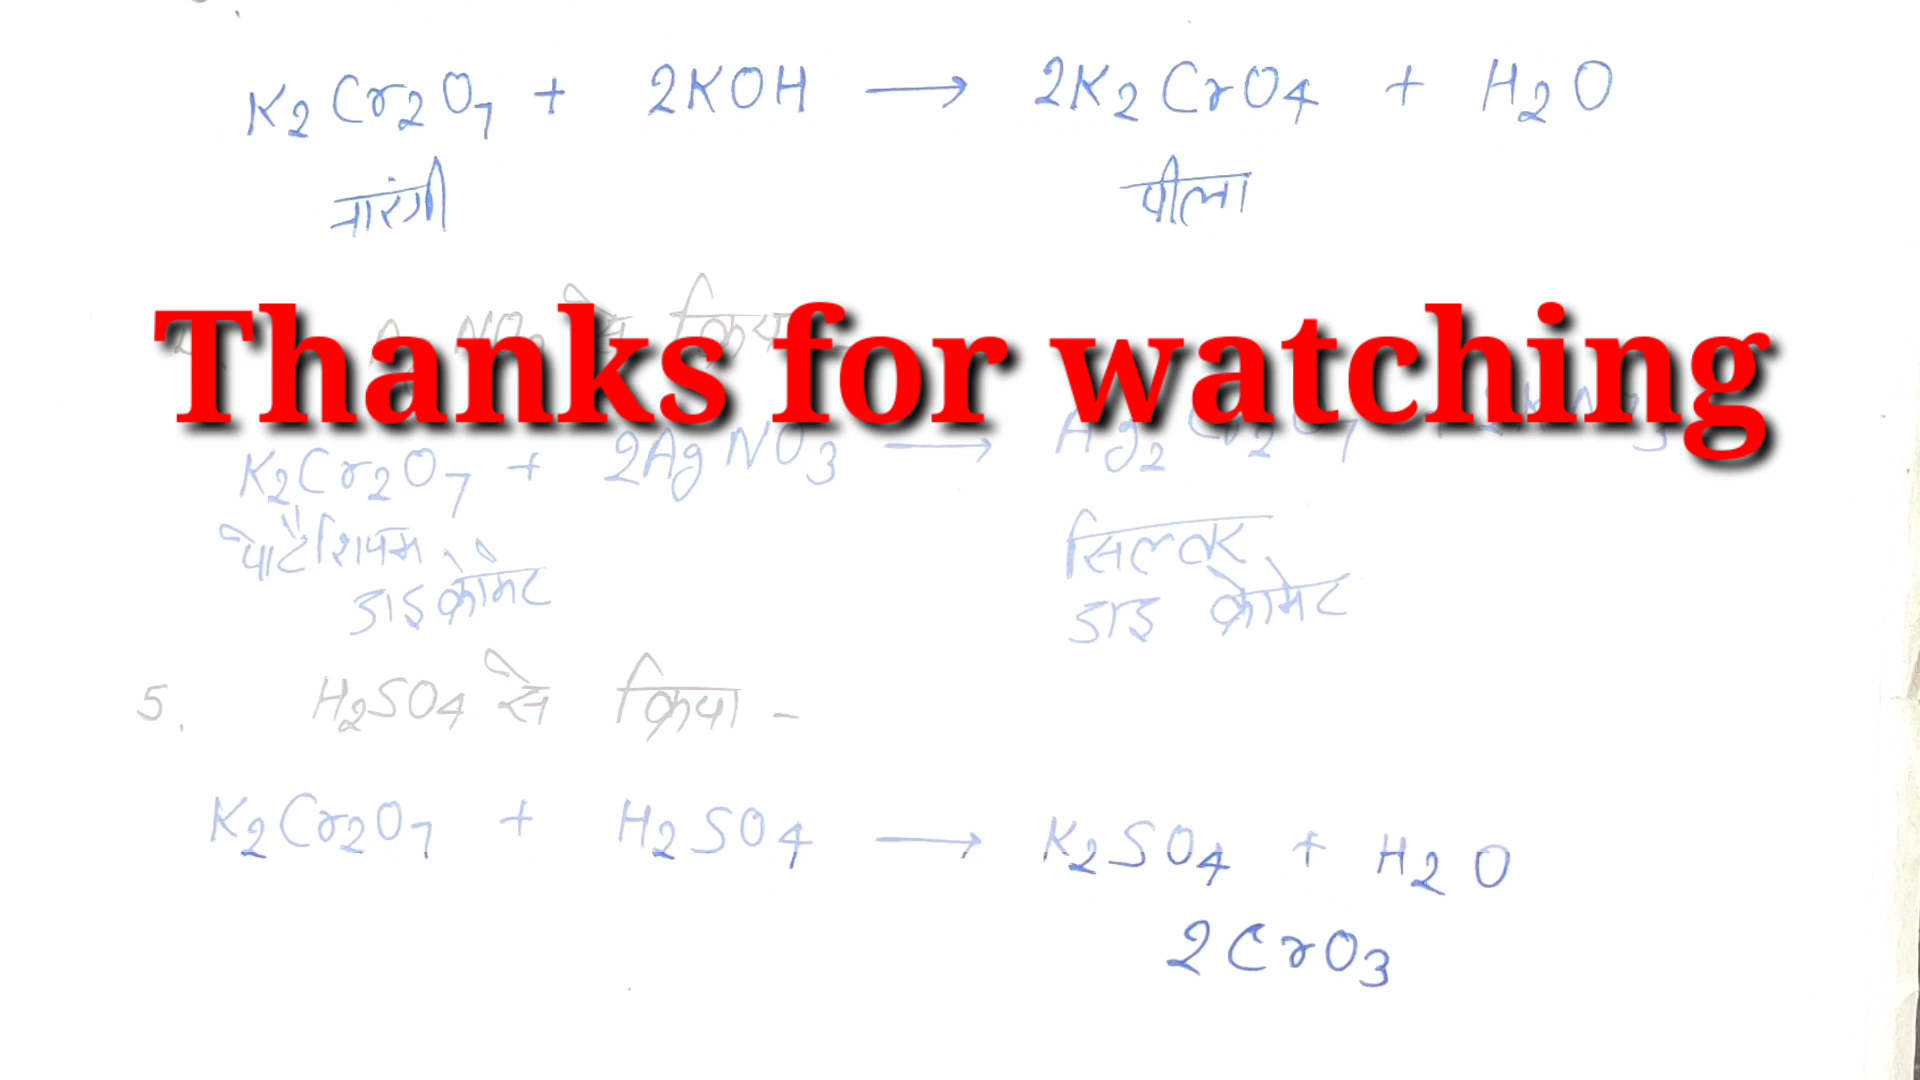 K2Cr2O7 + 2KOH → 2K2CrO4 + H2O
नारंगी पीला
NO3 से क्रिया
Thanks for watching
K2Cr2O7 + 2AgNO3 → Ag2Cr2O7
पोटैशियम सिल्वर
डाइक्रोमेट डाइ क्रोमेट
5. H2SO4 से क्रिया -
K2Cr2O7 + H2SO4 → K2SO4 + H2O
2CrO3